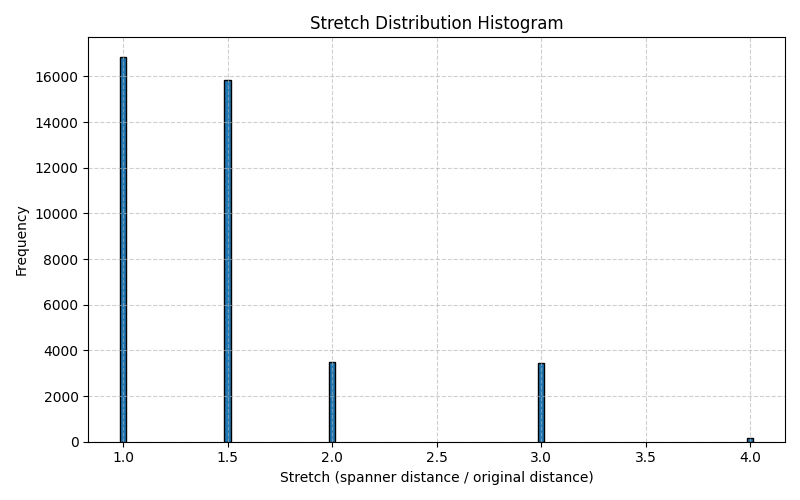 Stretch Distribution Histogram
16000
14000
12000
10000
8000
6000
4000
2000
0
Frequency
1.0 1.5 2.0 2.5 3.0 3.5 4.0
Stretch (spanner distance / original distance)